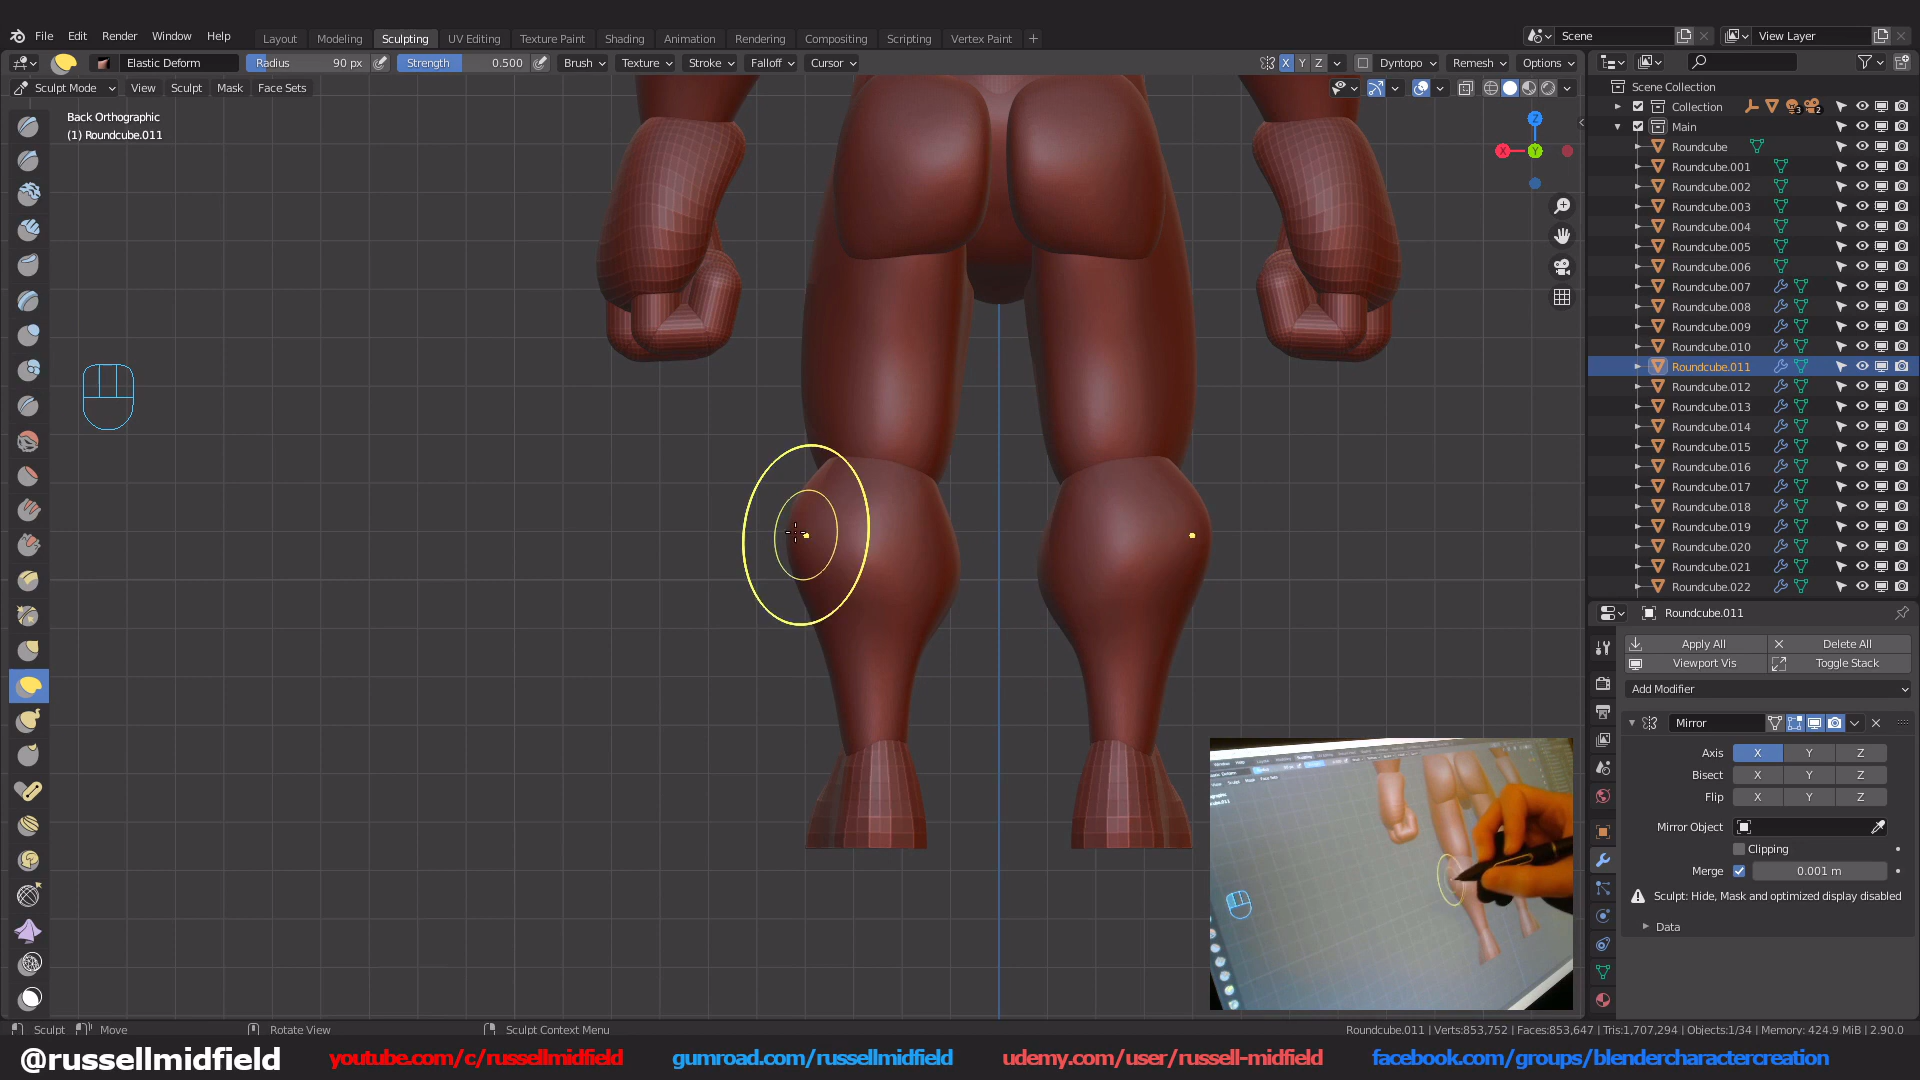 File Edit Render Window Help
Layout Modeling Sculpting UV Editing Texture Paint Shading Animation Rendering Compositing Scripting Vertex Paint +
Scene
View Layer
Elastic Deform Radius 90 px Strength 0.500 Brush Texture Stroke Falloff Cursor X Y Z Dyntopo Remesh Options
Sculpt Mode View Sculpt Mask Face Sets
Back Orthographic
(1) Roundcube.011
Z
X
Y
Scene Collection
Collection 3 2
Main
Roundcube
Roundcube.001
Roundcube.002
Roundcube.003
Roundcube.004
Roundcube.005
Roundcube.006
Roundcube.007
Roundcube.008
Roundcube.009
Roundcube.010
Roundcube.011
Roundcube.012
Roundcube.013
Roundcube.014
Roundcube.015
Roundcube.016
Roundcube.017
Roundcube.018
Roundcube.019
Roundcube.020
Roundcube.021
Roundcube.022
Roundcube.011
Apply All Delete All
Viewport Vis Toggle Stack
Add Modifier
Mirror
Axis X Y Z
Bisect X Y Z
Flip X Y Z
Mirror Object
Clipping
Merge 0.001 m
Sculpt: Hide, Mask and optimized display disabled
Data
Sculpt Move Rotate View Sculpt Context Menu
Roundcube.011 | Verts:853,752 | Faces:853,647 | Tris:1,707,294 | Objects:1/34 | Memory: 424.9 MiB | 2.90.0
@russellmidfield youtube.com/c/russellmidfield gumroad.com/russellmidfield udemy.com/user/russell-midfield facebook.com/groups/blendercharactercreation